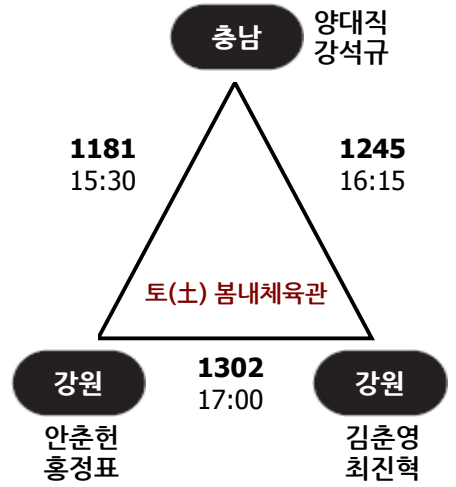 충남
양대직
강석규
1181
15:30
1245
16:15
토(土) 봄내체육관
강원
1302
17:00
강원
안춘헌
홍정표
김춘영
최진혁